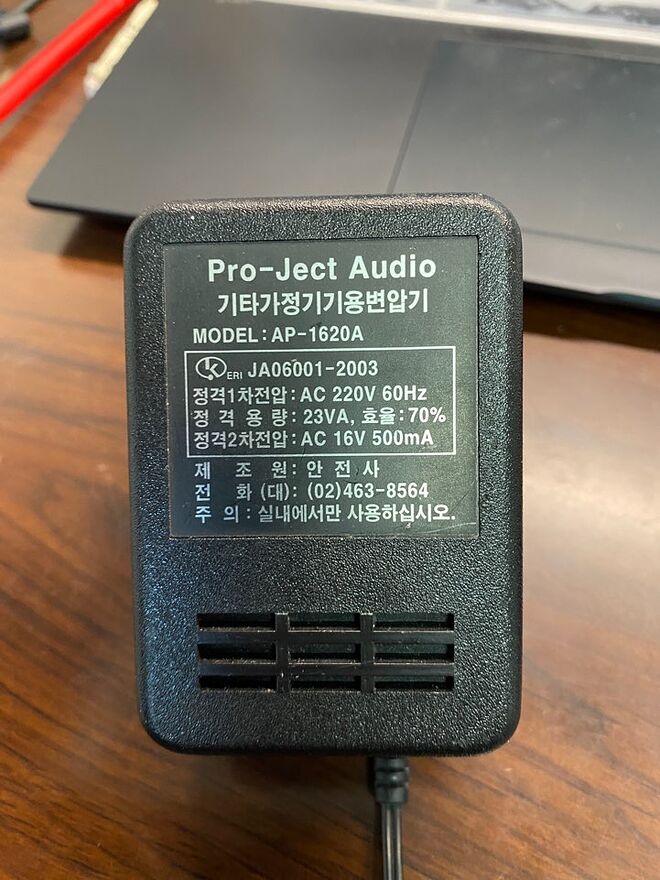 Pro-Ject Audio
기타가정기기용변압기
MODEL : AP-1620A
K ERI JA06001-2003
정격1차전압 : AC 220V 60Hz
정 격 용 량 : 23VA, 효율 : 70%
정격2차전압 : AC 16V 500mA
제 조 원 : 안 전 사
전 화 (대) : (02)463-8564
주 의 : 실내에서만 사용하십시오.